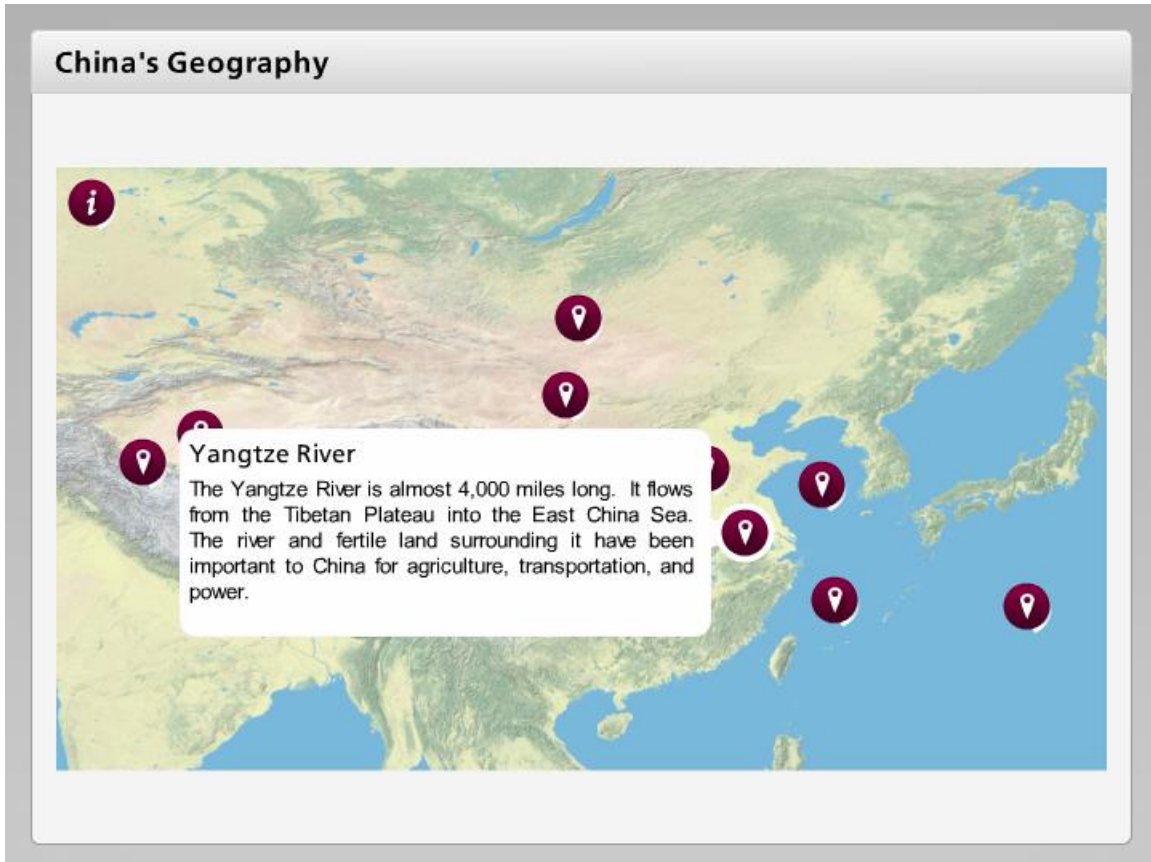 China's Geography
i
Yangtze River
The Yangtze River is almost 4,000 miles long. It flows
from the Tibetan Plateau into the East China Sea.
The river and fertile land surrounding it have been
important to China for agriculture, transportation, and
power.